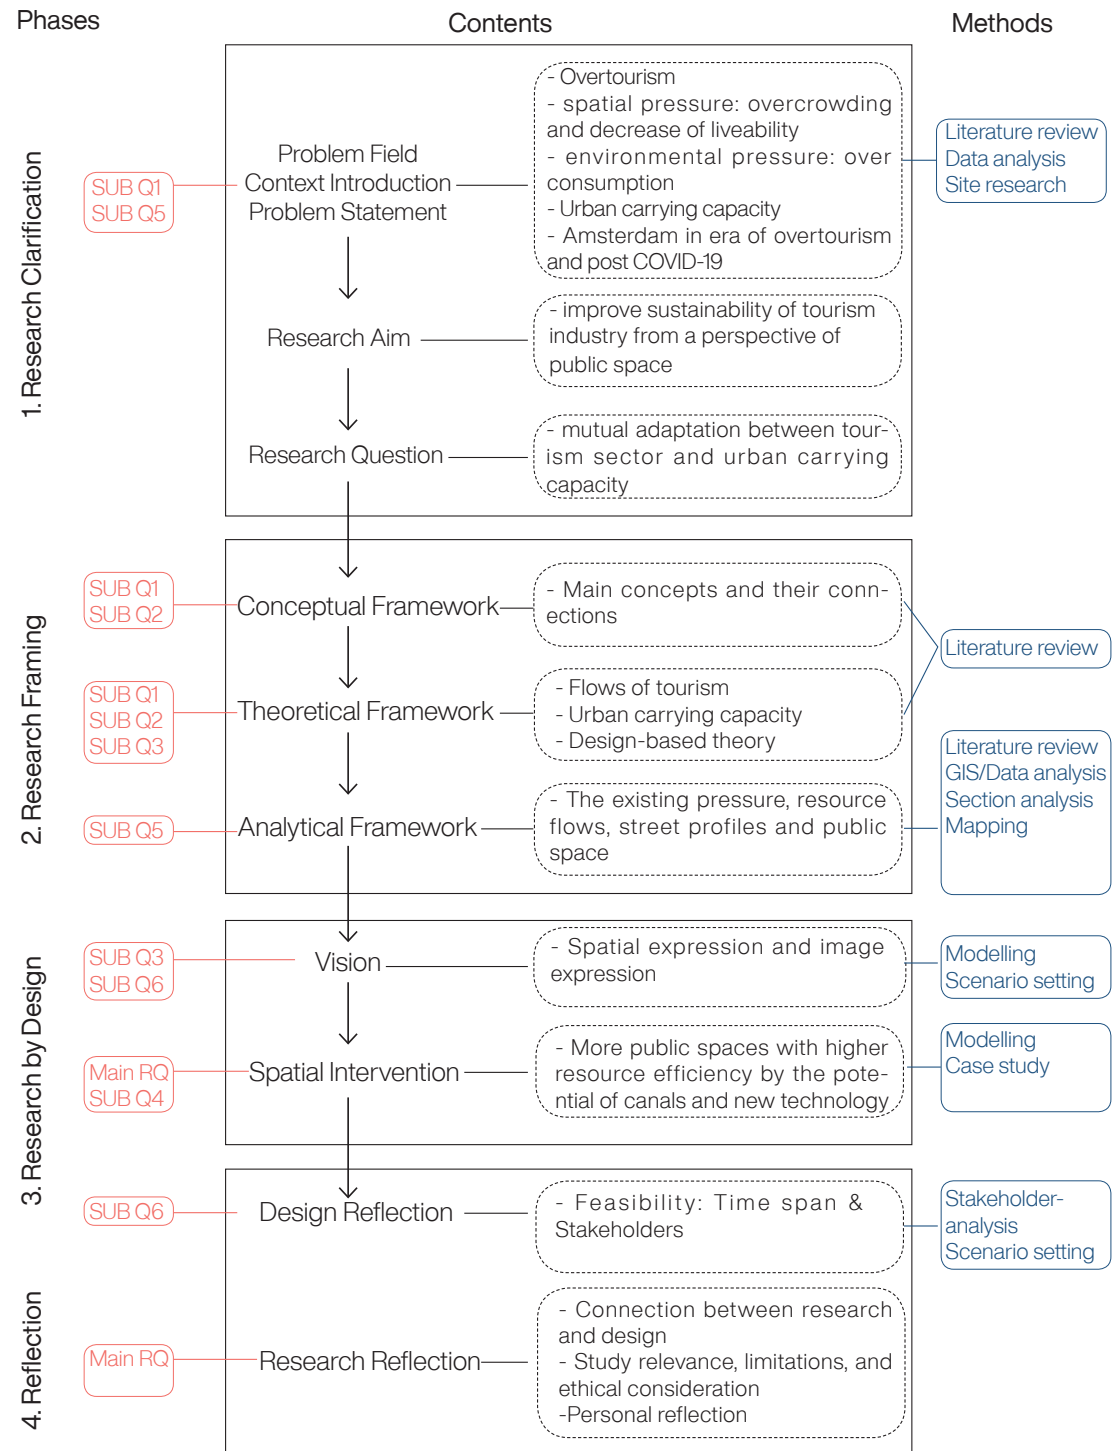 Phases
Contents
Methods
1. Research Clarification
SUB Q1
SUB Q5
Problem Field
Context Introduction
Problem Statement
- Overtourism
- spatial pressure: overcrowding
and decrease of liveability
- environmental pressure: over
consumption
- Urban carrying capacity
- Amsterdam in era of overtourism
and post COVID-19
Literature review
Data analysis
Site research
Research Aim
- improve sustainability of tourism
industry from a perspective of
public space
Research Question
- mutual adaptation between tour-
ism sector and urban carrying
capacity
2. Research Framing
SUB Q1
SUB Q2
Conceptual Framework
- Main concepts and their conn-
ections
Literature review
SUB Q1
SUB Q2
SUB Q3
Theoretical Framework
- Flows of tourism
- Urban carrying capacity
- Design-based theory
SUB Q5
Analytical Framework
- The existing pressure, resource
flows, street profiles and public
space
Literature review
GIS/Data analysis
Section analysis
Mapping
3. Research by Design
SUB Q3
SUB Q6
Vision
- Spatial expression and image
expression
Modelling
Scenario setting
Main RQ
SUB Q4
Spatial Intervention
- More public spaces with higher
resource efficiency by the pote-
ntial of canals and new technology
Modelling
Case study
4. Reflection
SUB Q6
Design Reflection
- Feasibility: Time span &
Stakeholders
Stakeholder-
analysis
Scenario setting
Main RQ
Research Reflection
- Connection between research
and design
- Study relevance, limitations, and
ethical consideration
-Personal reflection